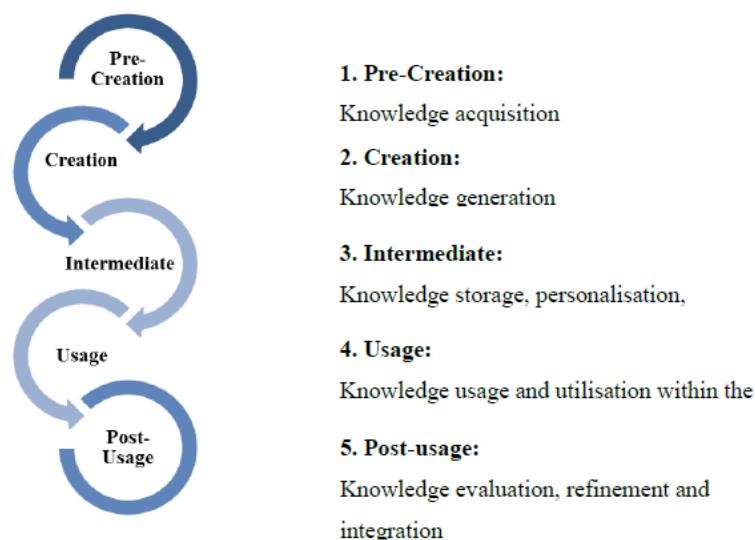 Pre-
Creation
Creation
Intermediate
Usage
Post-
Usage
1. Pre-Creation:
Knowledge acquisition
2. Creation:
Knowledge generation
3. Intermediate:
Knowledge storage, personalisation,
4. Usage:
Knowledge usage and utilisation within the
5. Post-usage:
Knowledge evaluation, refinement and
integration